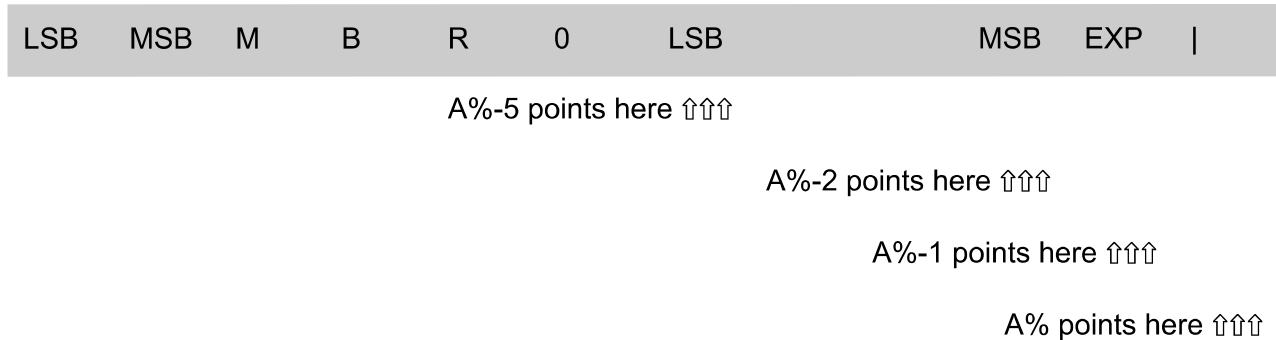 LSB MSB M B R 0 LSB MSB EXP |
A%-5 points here ⇧⇧⇧
A%-2 points here ⇧⇧⇧
A%-1 points here ⇧⇧⇧
A% points here ⇧⇧⇧